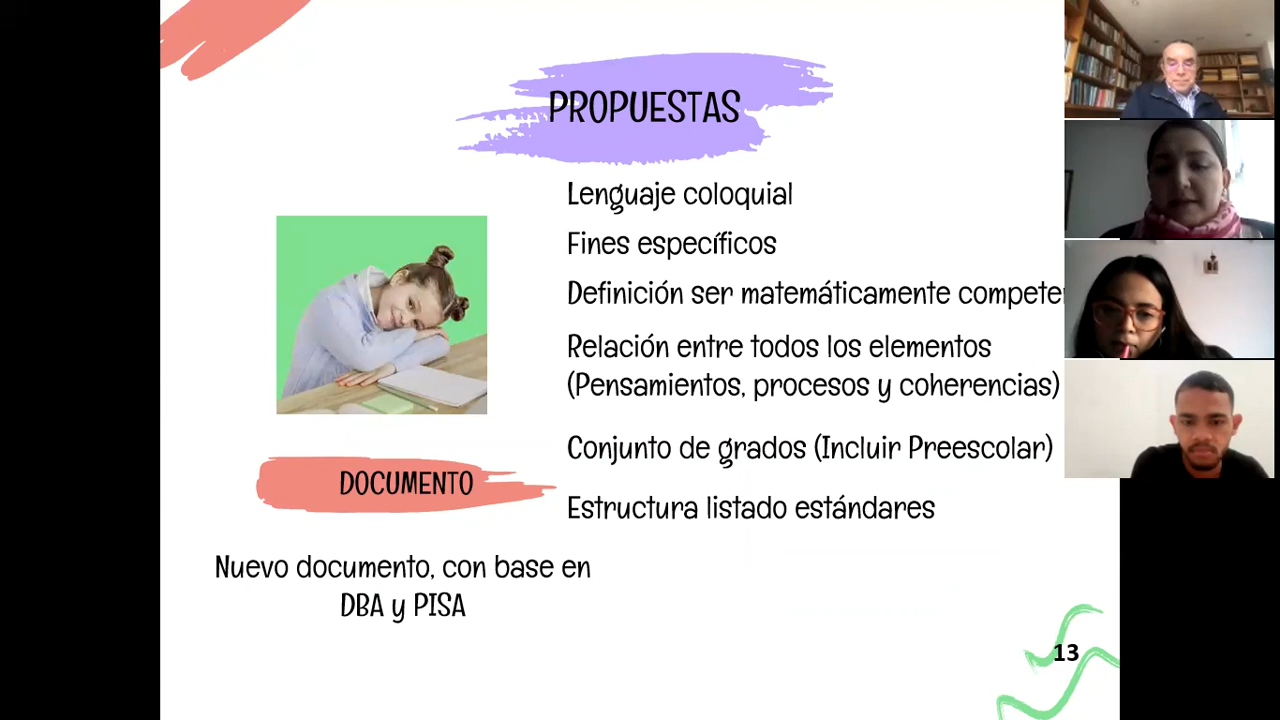 PROPUESTAS
Lenguaje coloquial
Fines específicos
Definición ser matemáticamente
Relación entre todos los elementos
(Pensamientos, procesos y coherencias)
Conjunto de grados (Incluir Preescolar)
Estructura listado estándares
DOCUMENTO
Nuevo documento, con base en
DBA y PISA
13